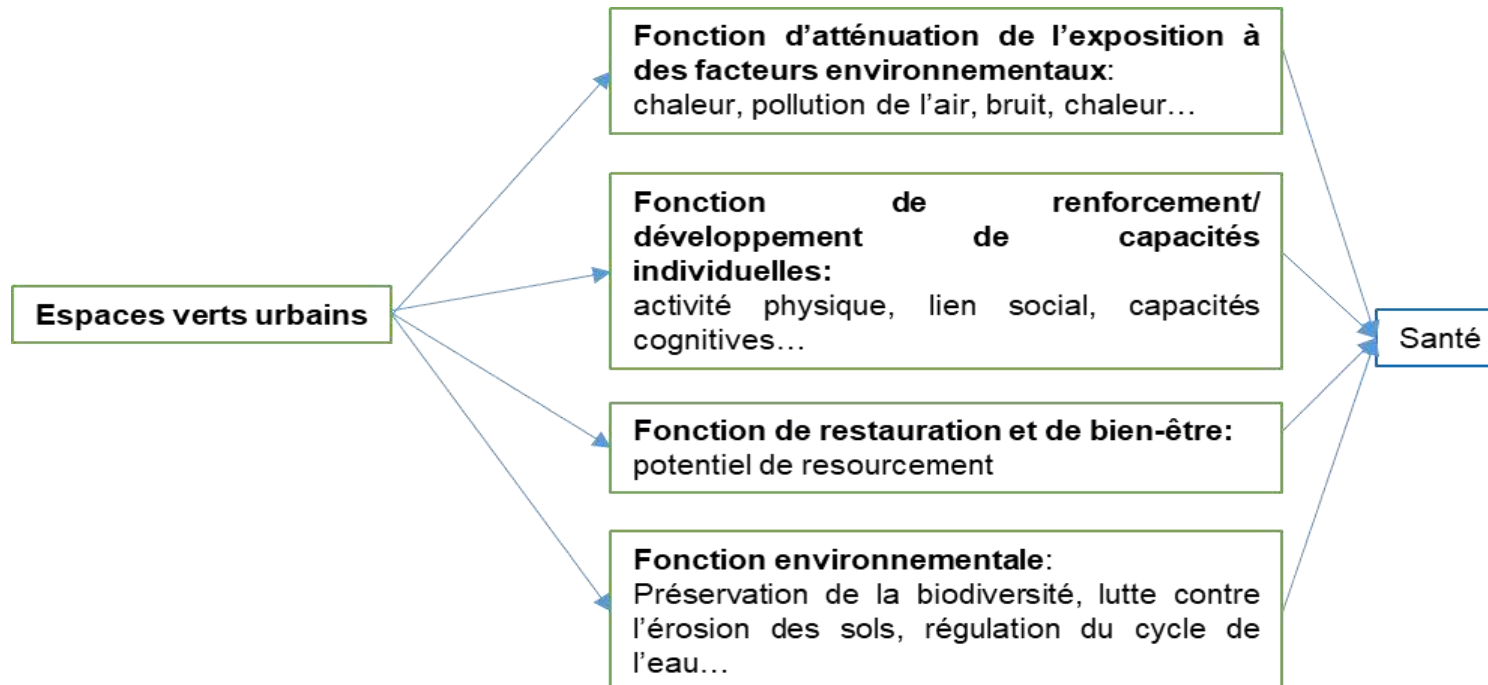 Fonction d’atténuation de l’exposition à
des facteurs environnementaux:
chaleur, pollution de l’air, bruit, chaleur…
Fonction de renforcement/
développement de capacités
individuelles:
activité physique, lien social, capacités
cognitives…
Espaces verts urbains
Santé
Fonction de restauration et de bien-être:
potentiel de resourcement
Fonction environnementale:
Préservation de la biodiversité, lutte contre
l’érosion des sols, régulation du cycle de
l’eau…